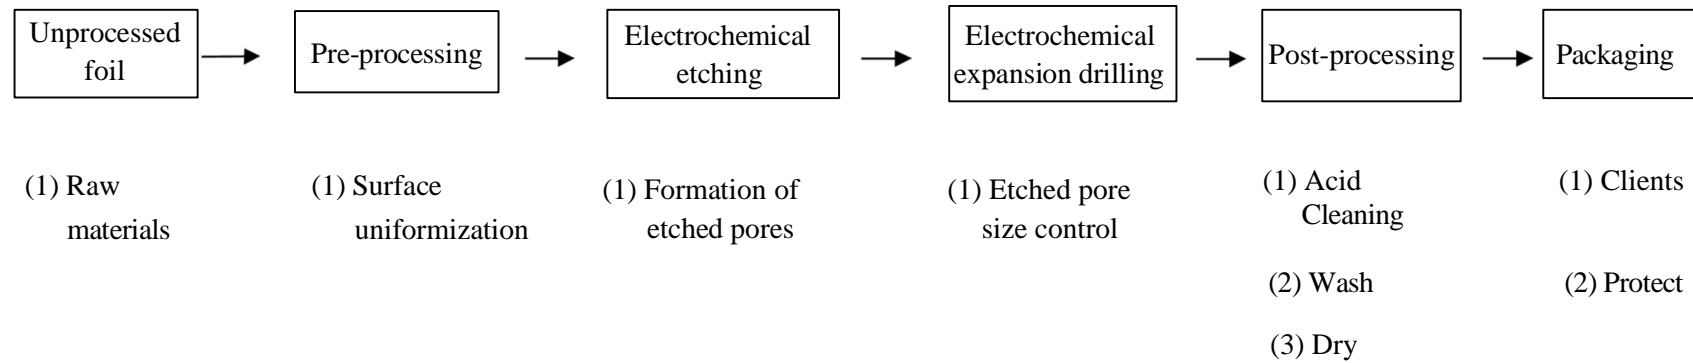 Unprocessed
foil
Pre-processing
Electrochemical
etching
Electrochemical
expansion drilling
Post-processing
Packaging
(1) Raw
materials
(1) Surface
uniformization
(1) Formation of
etched pores
(1) Etched pore
size control
(1) Acid
Cleaning
(2) Wash
(3) Dry
(1) Clients
(2) Protect